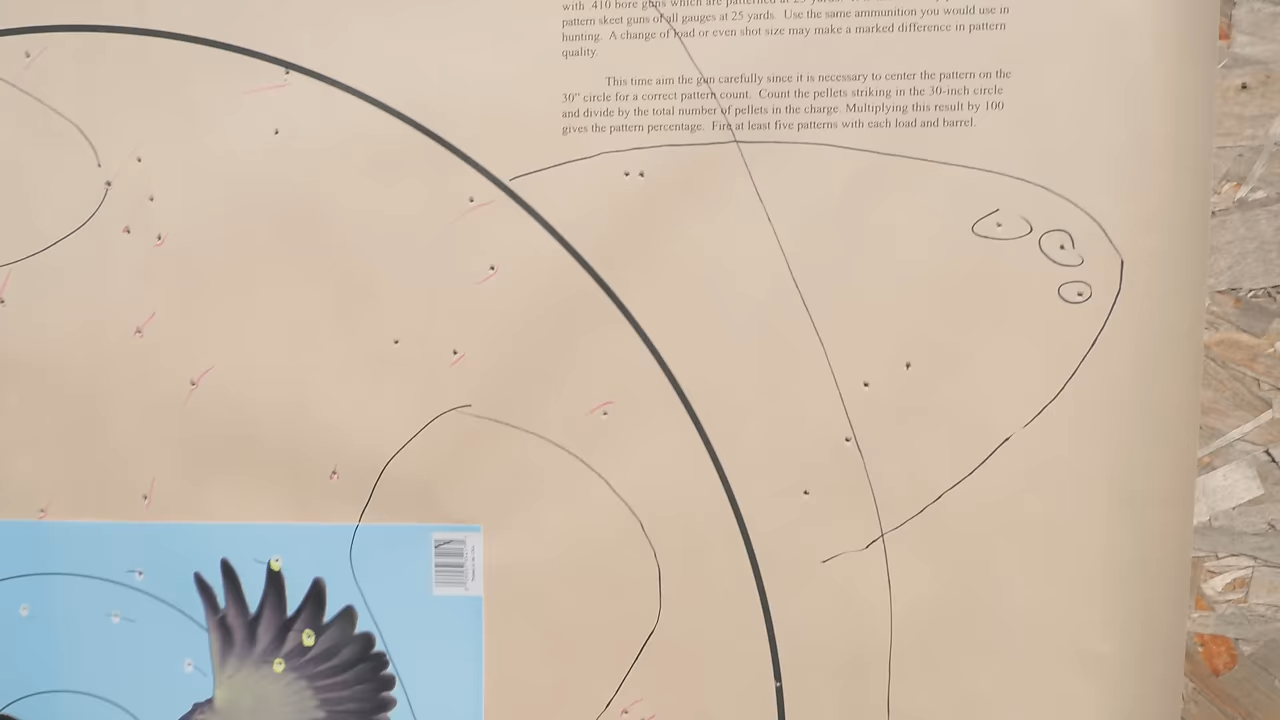 with .410 bore guns which are patterned at 25 yards.
pattern skeet guns of all gauges at 25 yards. Use the same ammunition you would use in
hunting. A change of load or even shot size may make a marked difference in pattern
quality.
This time aim the gun carefully since it is necessary to center the pattern on the
30" circle for a correct pattern count. Count the pellets striking in the 30-inch circle
and divide by the total number of pellets in the charge. Multiplying this result by 100
gives the pattern percentage. Fire at least five patterns with each load and barrel.